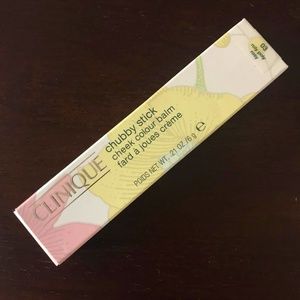 CLINIQUE
chubby stick
cheek colour balm
fard à joues crème
POIDS NET WT. .21 OZ/6 g ℮
03